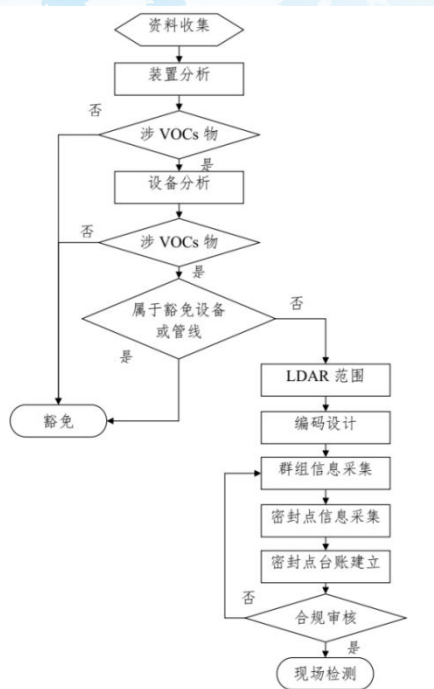 资料收集
装置分析
否
涉 VOCs 物
是
设备分析
否
涉 VOCs 物
是
属于豁免设备
或管线
否
是
LDAR 范围
豁免
编码设计
群组信息采集
密封点信息采集
密封点台账建立
否
合规审核
是
现场检测